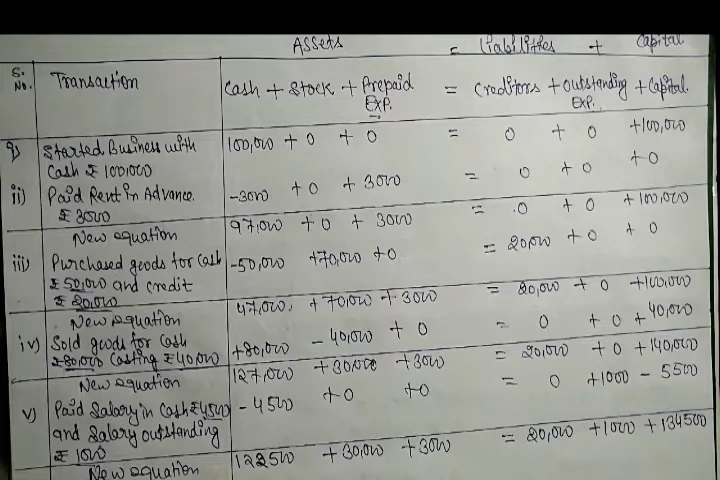 Assets = Liabilities + Capital
S. No. Transaction Cash + Stock + Prepaid Exp. = Creditors + Outstanding Exp. + Capital
i) Started Business with 100,000 + 0 + 0 = 0 + 0 +100,000
Cash ₹ 100,000
ii) Paid Rent in Advance. -3000 + 0 + 3000 = 0 + 0 +0
₹ 3000
New equation 97,000 + 0 + 3000 = 0 + 0 +100,000
iii) Purchased goods for cash -50,000 +70,000 +0 = 20,000 + 0 + 0
₹ 50,000 and credit
₹ 20,000
New equation 47,000, +70,000 +3000 = 20,000 + 0 +100,000
iv) Sold goods for cash +80,000 - 40,000 + 0 = 0 + 0 +40,000
₹80,000 Casting ₹40,000
New equation 127,000 +30,000 +3000 = 20,000 +0 +140,000
v) Paid Salary in Cash ₹4500 - 4500 +0 +0 = 0 +1000 - 5500
and Salary outstanding
₹ 1000
New equation 122500 +30,000 +3000 = 20,000 +1000 +134500